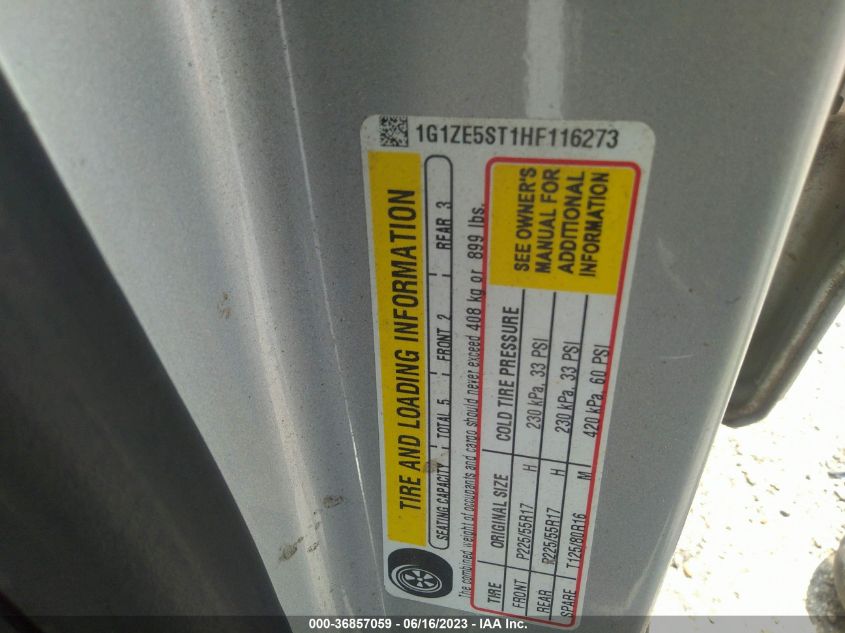 1G1ZE5ST1HF116273
TIRE AND LOADING INFORMATION
SEATING CAPACITY TOTAL 5 FRONT 2 REAR 3
The combined weight of occupants and cargo should never exceed 408 kg or 899 lbs.
TIRE ORIGINAL SIZE COLD TIRE PRESSURE
FRONT P225/55R17 H 230 kPa, 33 PSI
REAR P225/55R17 H 230 kPa, 33 PSI
SPARE T125/80R16 M 420 kPa, 60 PSI
SEE OWNER'S
MANUAL FOR
ADDITIONAL
INFORMATION
000-36857059 - 06/16/2023 - IAA Inc.